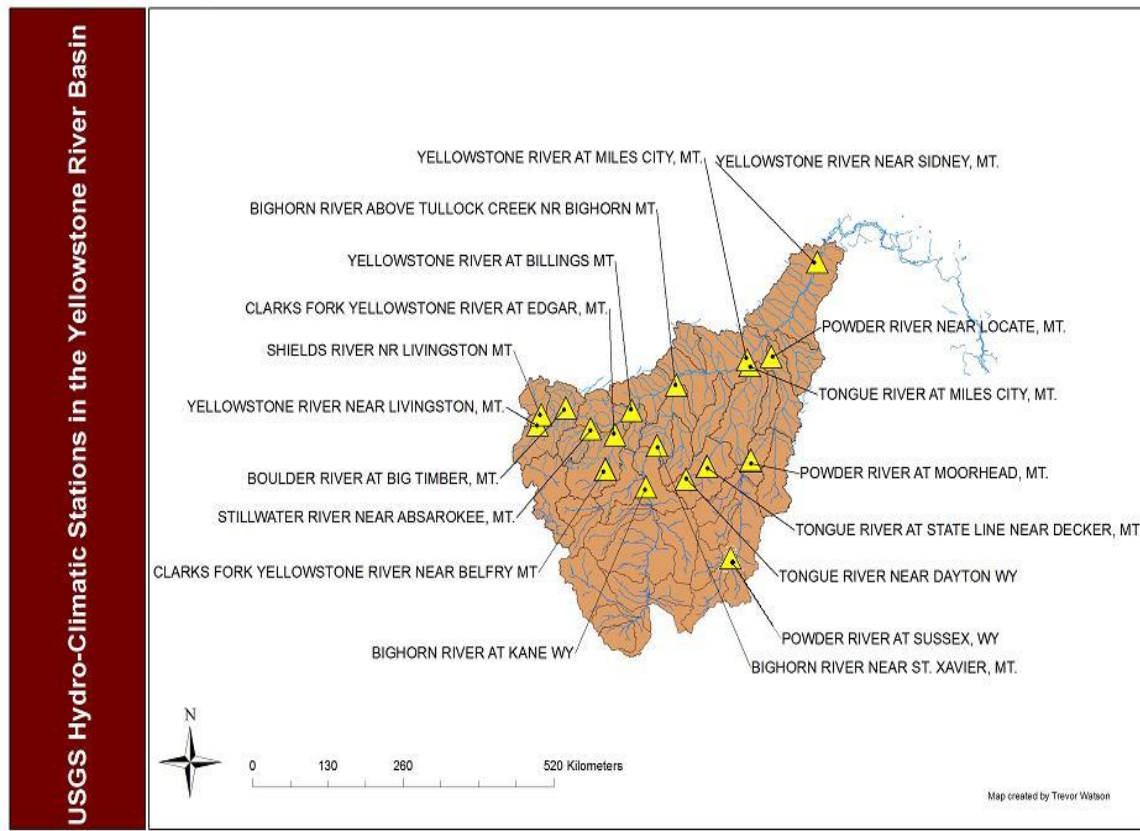 USGS Hydro-Climatic Stations in the Yellowstone River Basin
YELLOWSTONE RIVER AT MILES CITY, MT.
YELLOWSTONE RIVER NEAR SIDNEY, MT.
BIGHORN RIVER ABOVE TULLOCK CREEK NR BIGHORN MT
YELLOWSTONE RIVER AT BILLINGS MT
CLARKS FORK YELLOWSTONE RIVER AT EDGAR, MT.
POWDER RIVER NEAR LOCATE, MT.
SHIELDS RIVER NR LIVINGSTON MT
TONGUE RIVER AT MILES CITY, MT.
YELLOWSTONE RIVER NEAR LIVINGSTON, MT.
POWDER RIVER AT MOORHEAD, MT.
BOULDER RIVER AT BIG TIMBER, MT.
STILLWATER RIVER NEAR ABSAROKEE, MT.
TONGUE RIVER AT STATE LINE NEAR DECKER, MT
CLARKS FORK YELLOWSTONE RIVER NEAR BELFRY MT
TONGUE RIVER NEAR DAYTON WY
POWDER RIVER AT SUSSEX, WY
BIGHORN RIVER AT KANE WY
BIGHORN RIVER NEAR ST. XAVIER, MT.
N
0 130 260 520 Kilometers
Map created by Trevor Watson